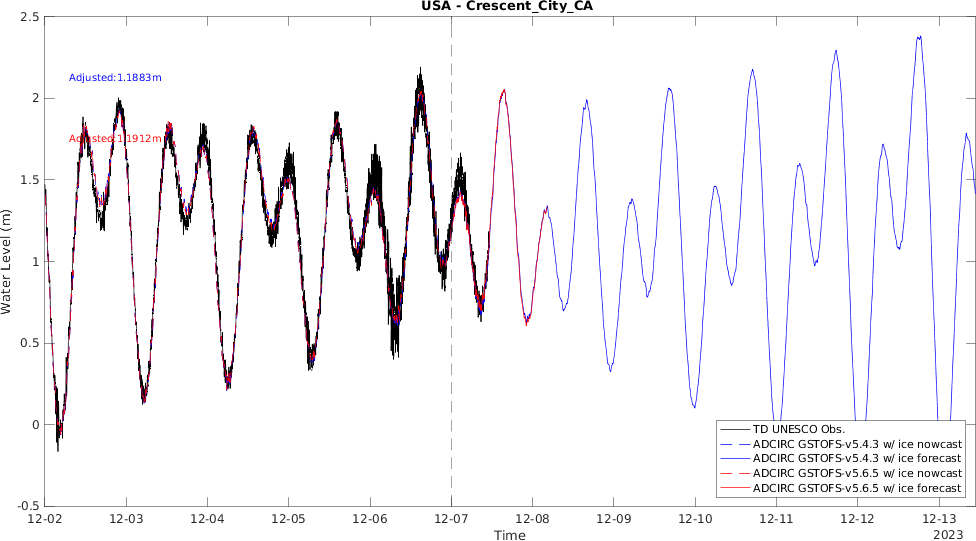 USA - Crescent_City_CA
2.5
Adjusted:1.1883m
2
Adjusted:1.1912m
1.5
Water Level (m)
1
0.5
0
-0.5
TD UNESCO Obs.
ADCIRC GSTOFS-v5.4.3 w/ ice nowcast
ADCIRC GSTOFS-v5.4.3 w/ ice forecast
ADCIRC GSTOFS-v5.6.5 w/ ice nowcast
ADCIRC GSTOFS-v5.6.5 w/ ice forecast
12-02 12-03 12-04 12-05 12-06 12-07 12-08 12-09 12-10 12-11 12-12 12-13
Time
2023